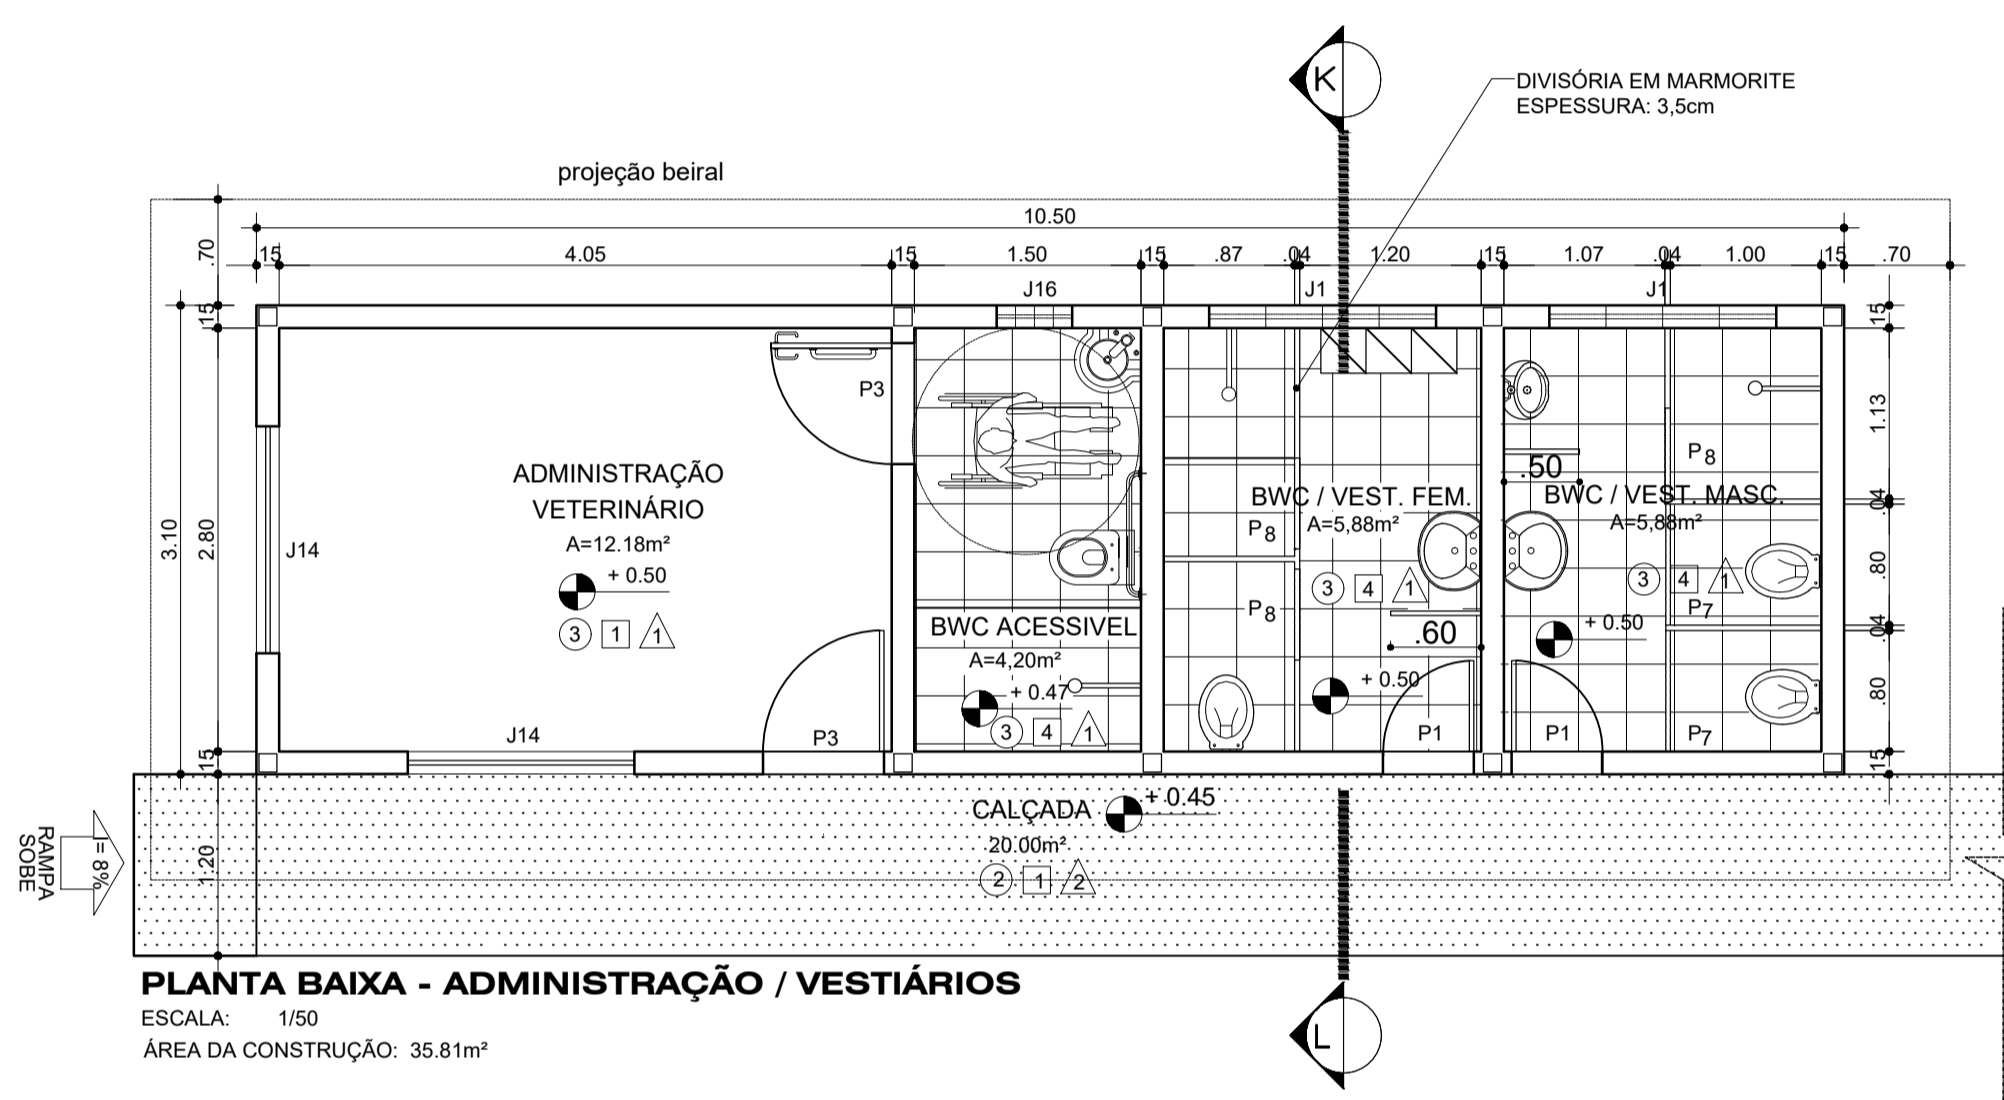 K
DIVISÓRIA EM MARMORITE
ESPESSURA: 3,5cm
projeção beiral
10.50
.70
15 4.05 15 1.50 15 .87 .04 1.20 15 1.07 .04 1.00 15 .70
J16 J1 J1
15 15
P3
1.13
ADMINISTRAÇÃO
VETERINÁRIO
A=12.18m²
+ 0.50
3 1 1
3.10
2.80
J14
P8
.50
BWC / VEST. FEM.
A=5,88m²
P8
3 4 1
BWC / VEST. MASC.
A=5,88m²
.04
3 4 1
.80
P8
P7
BWC ACESSIVEL
A=4,20m²
+ 0.47
3 4 1
.60
+ 0.50
+ 0.50
.04
.80
J14
P3
P1
P1
P7
15
15
CALÇADA
+ 0.45
20.00m²
2 1 2
1.20
RAMPA
SOBE
I= 8%
PLANTA BAIXA - ADMINISTRAÇÃO / VESTIÁRIOS
ESCALA: 1/50
ÁREA DA CONSTRUÇÃO: 35.81m²
L